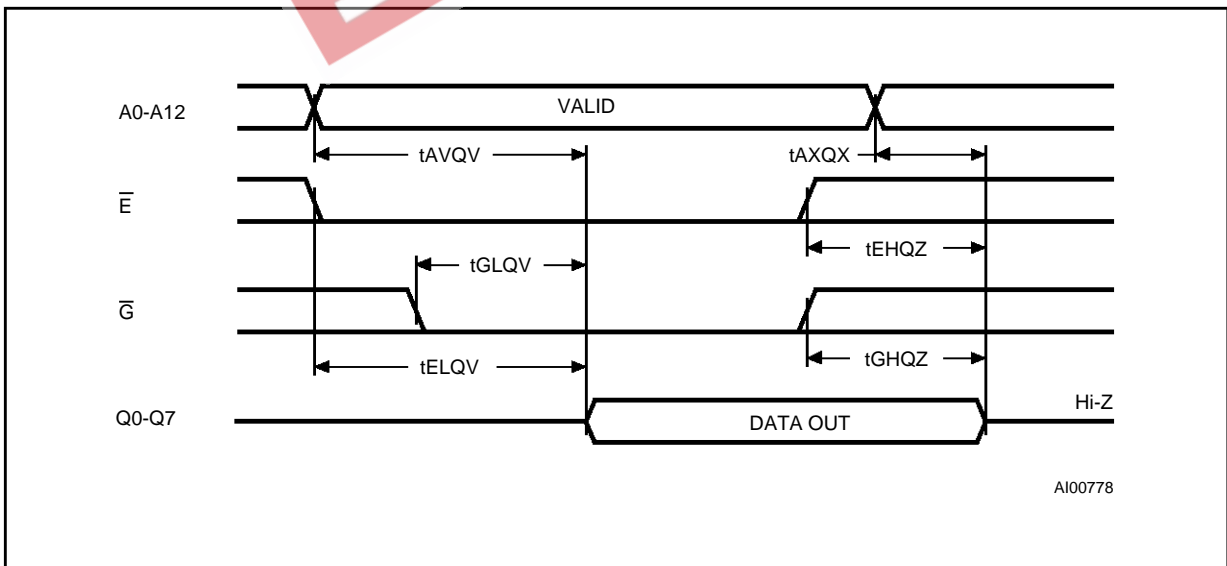 A0-A12
VALID
tAVQV
tAXQX
E
tEHQZ
tGLQV
G
tGHQZ
tELQV
Hi-Z
Q0-Q7
DATA OUT
AI00778